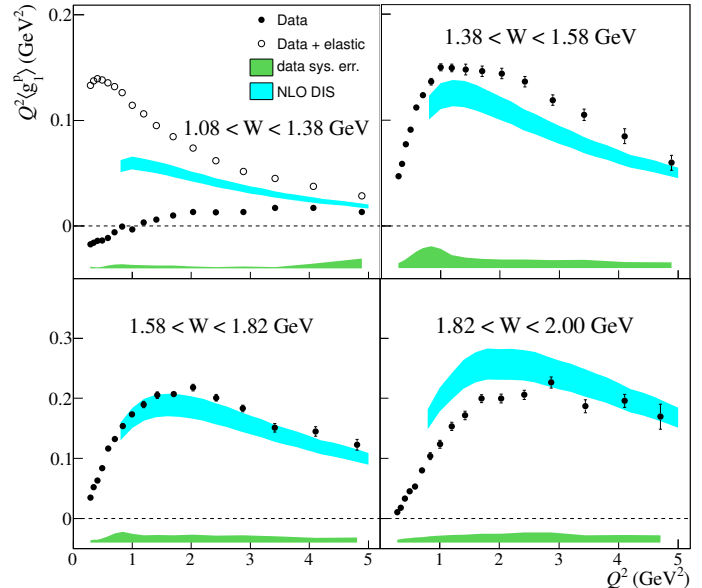 Q²⟨g₁ᵖ⟩ (GeV²)
0.2
0.1
0
Data
Data + elastic
data sys. err.
NLO DIS
1.08 < W < 1.38 GeV
1.38 < W < 1.58 GeV
0.3
0.2
0.1
0
1.58 < W < 1.82 GeV
1.82 < W < 2.00 GeV
0 1 2 3 4 5 1 2 3 4 5
Q² (GeV²)